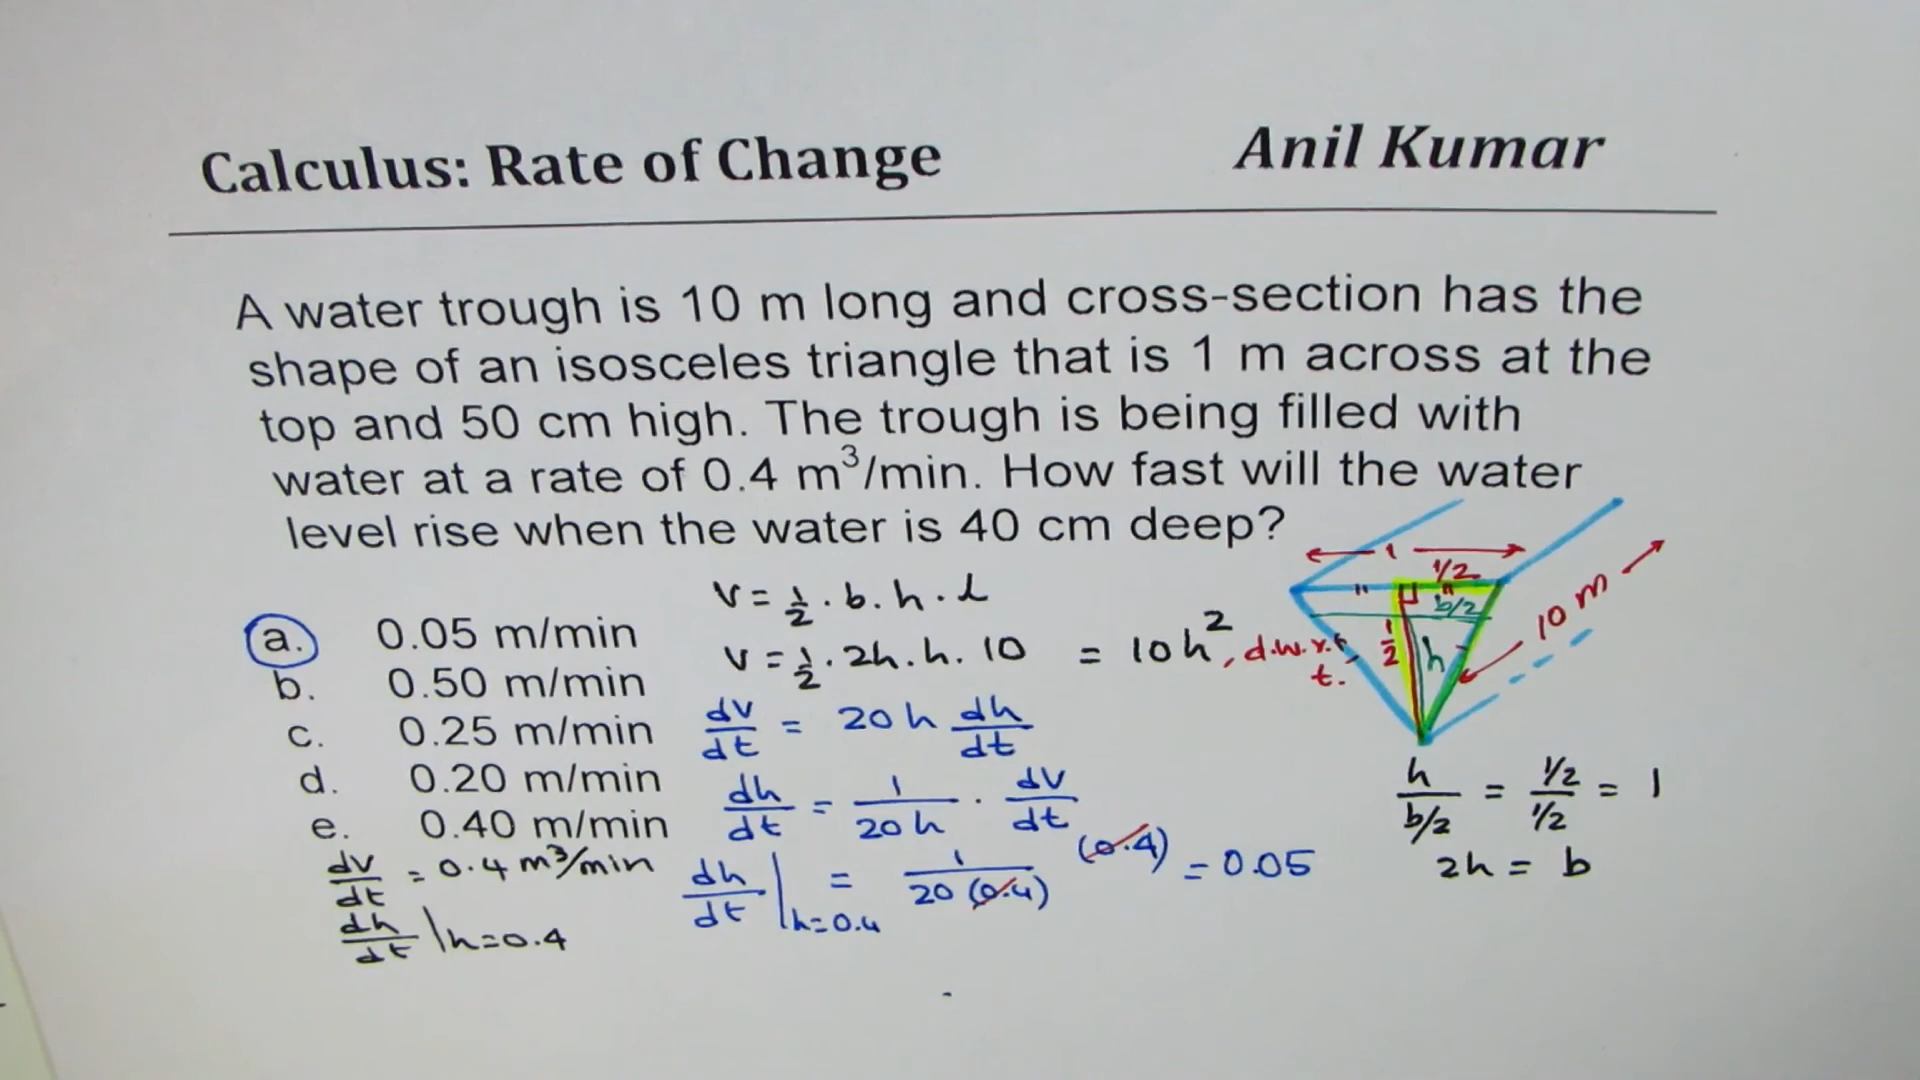 Calculus: Rate of Change
Anil Kumar
A water trough is 10 m long and cross-section has the
shape of an isosceles triangle that is 1 m across at the
top and 50 cm high. The trough is being filled with
water at a rate of 0.4 m³/min. How fast will the water
level rise when the water is 40 cm deep?
a. 0.05 m/min
b. 0.50 m/min
c. 0.25 m/min
d. 0.20 m/min
e. 0.40 m/min
dv/dt = 0.4 m³/min
dh/dt |h=0.4
v = 1/2 · b · h · l
v = 1/2 · 2h · h · 10 = 10h², d.w.r.t, t.
dv/dt = 20h dh/dt
dh/dt = 1/20h · dv/dt
dh/dt |h=0.4 = 1/20(0.4) (0.4) = 0.05
1
1/2
b/2
1/2
h
10 m
h/b/2 = 1/2/1/2 = 1
2h = b